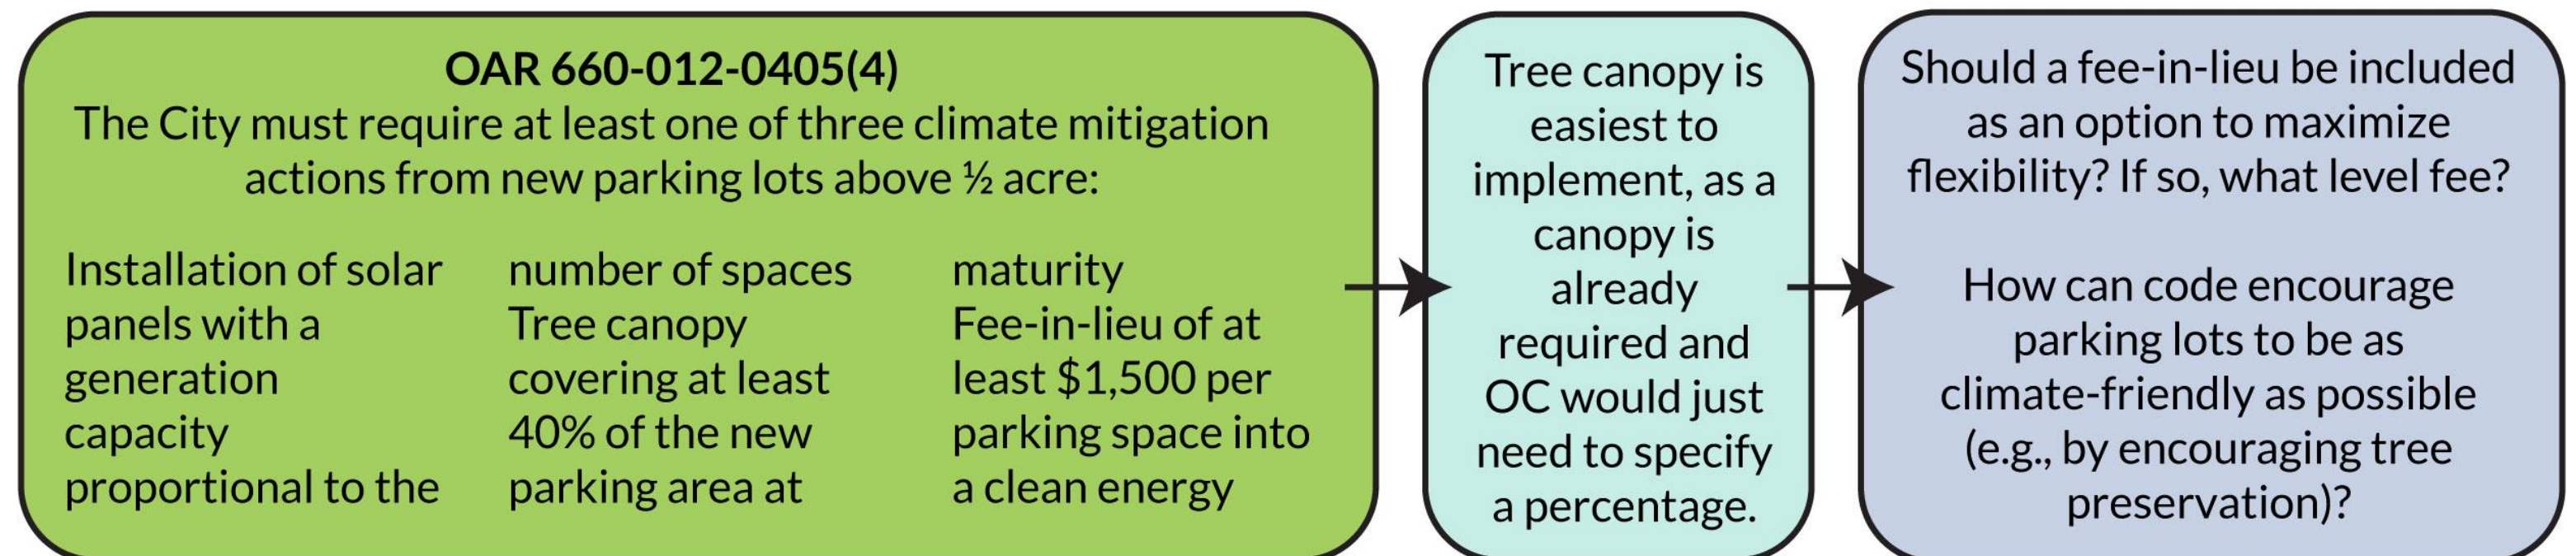 OAR 660-012-0405(4)
The City must require at least one of three climate mitigation
actions from new parking lots above ½ acre:
Installation of solar
panels with a
generation
capacity
proportional to the
number of spaces
Tree canopy
covering at least
40% of the new
parking area at
maturity
Fee-in-lieu of at
least $1,500 per
parking space into
a clean energy
Tree canopy is
easiest to
implement, as a
canopy is
already
required and
OC would just
need to specify
a percentage.
Should a fee-in-lieu be included
as an option to maximize
flexibility? If so, what level fee?
How can code encourage
parking lots to be as
climate-friendly as possible
(e.g., by encouraging tree
preservation)?